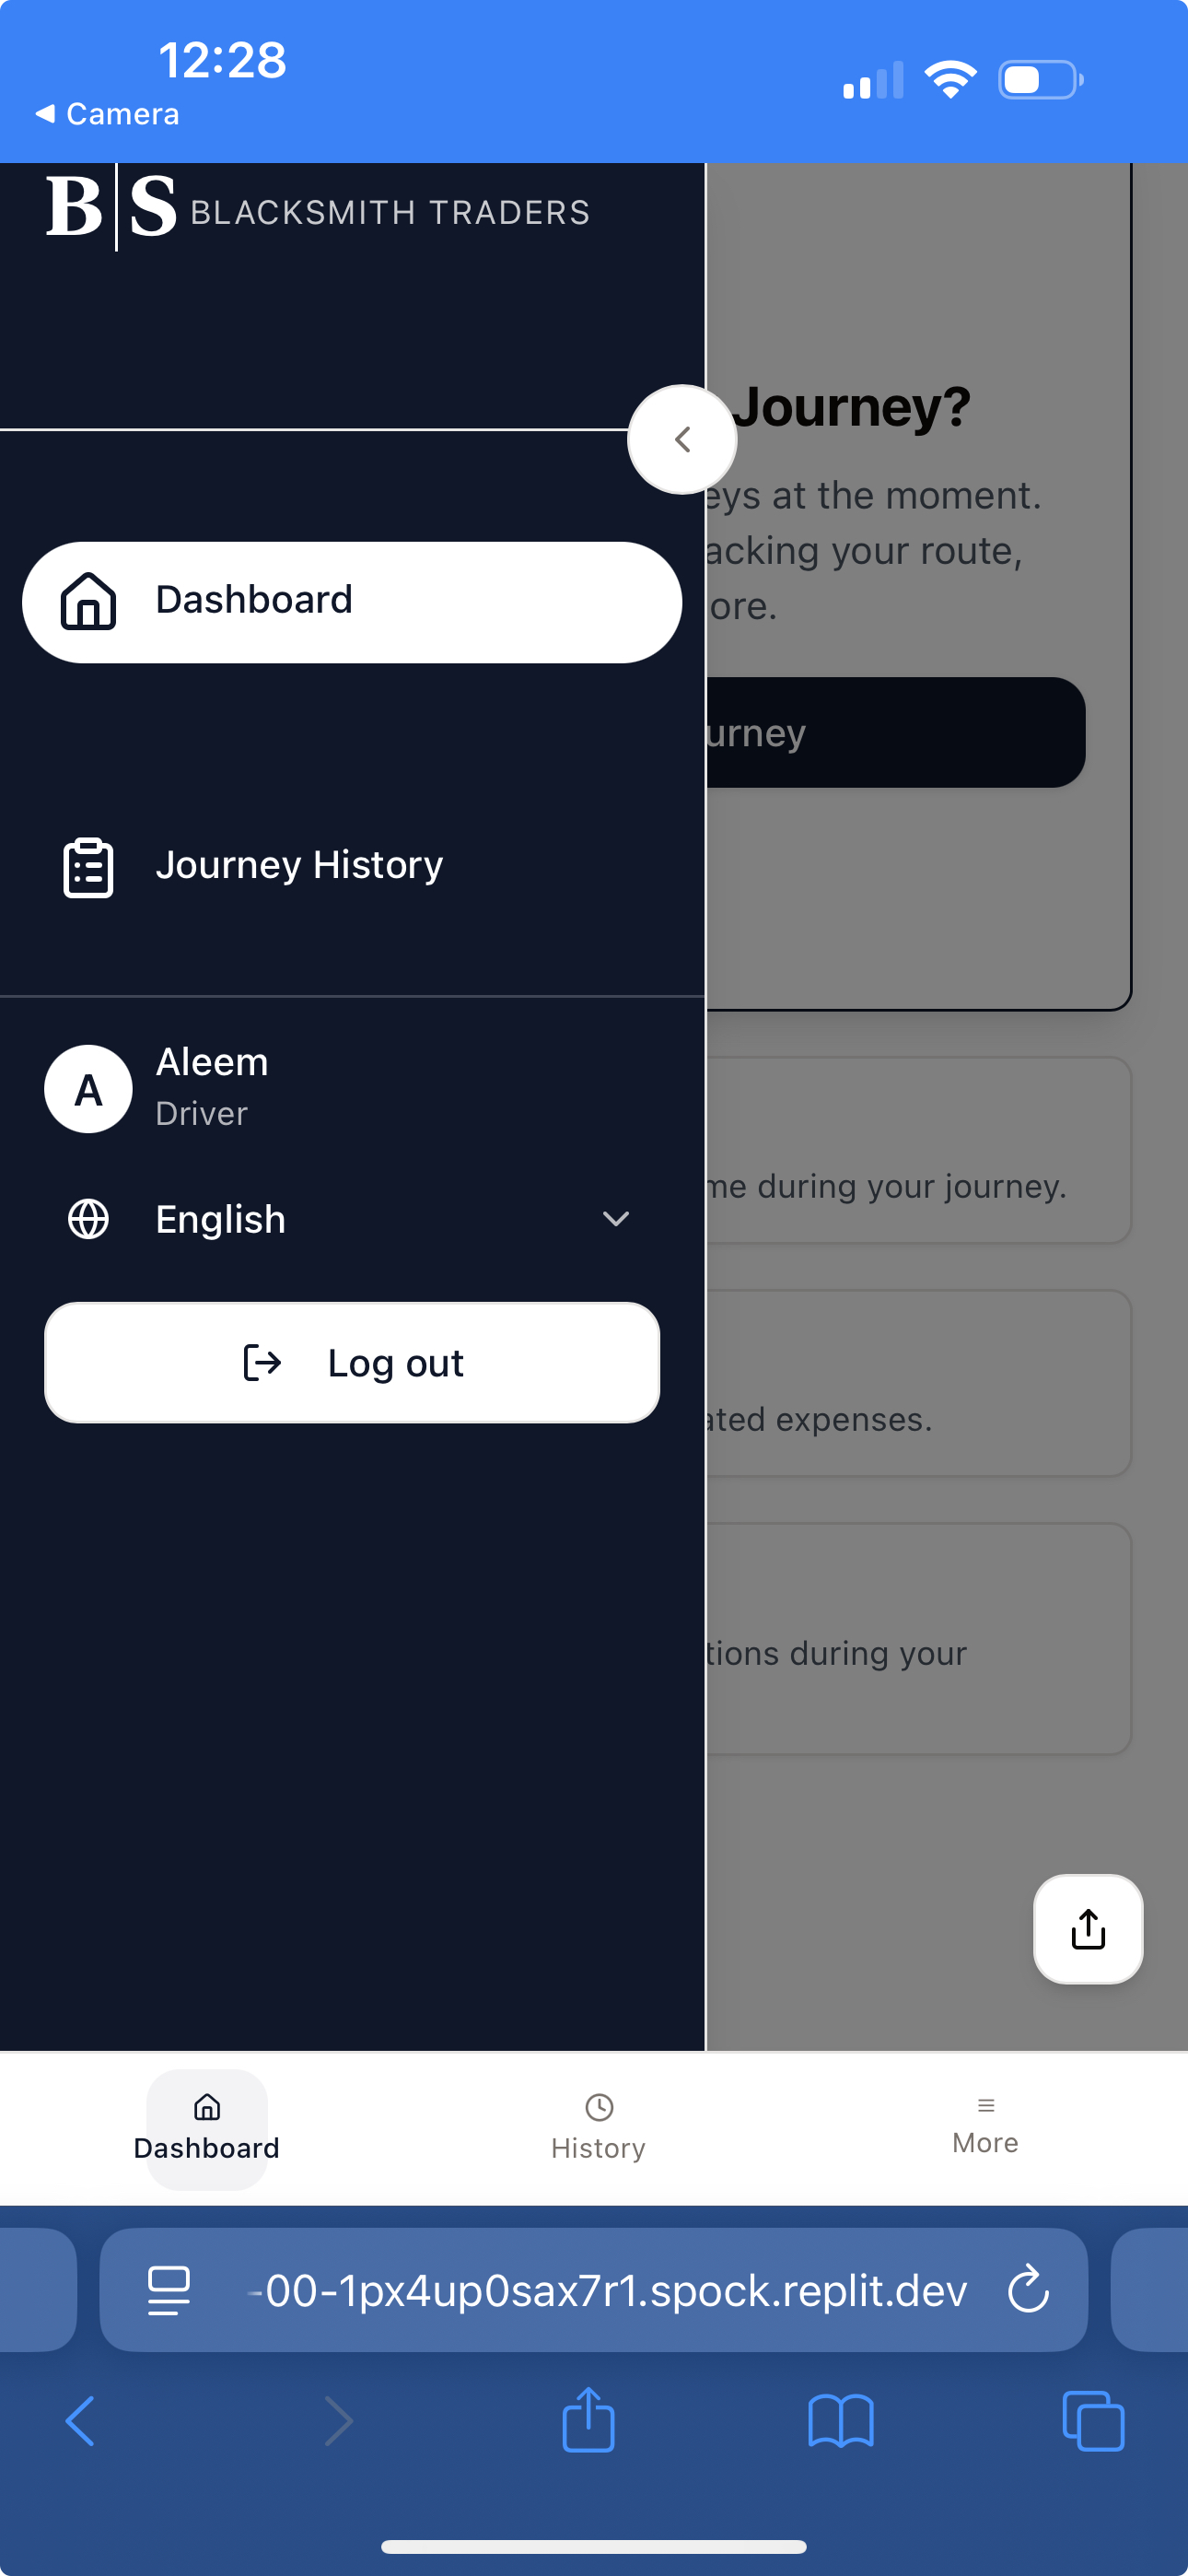 12:28
Camera
B|S BLACKSMITH TRADERS
Journey?
eys at the moment.
Dashboard
acking your route,
ore.
urney
Journey History
A
Aleem
Driver
me during your journey.
English
Log out
ated expenses.
tions during your
Dashboard
History
More
-00-1px4up0sax7r1.spock.replit.dev